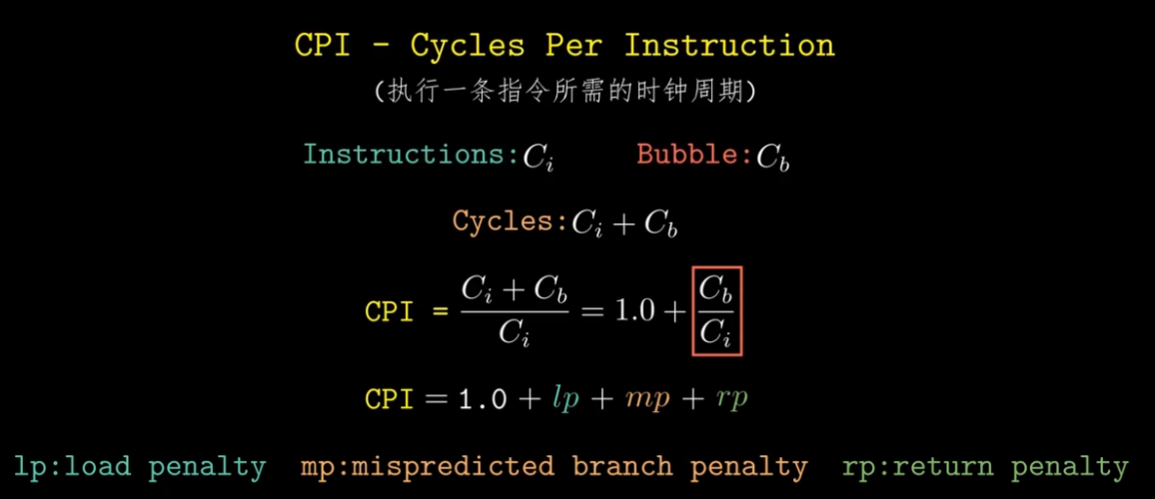 CPI - Cycles Per Instruction
(执行一条指令所需的时钟周期)
Instructions:C_i Bubble:C_b
Cycles:C_i + C_b
CPI = \frac{C_i + C_b}{C_i} = 1.0 + \frac{C_b}{C_i}
CPI = 1.0 + lp + mp + rp
lp:load penalty mp:mispredicted branch penalty rp:return penalty